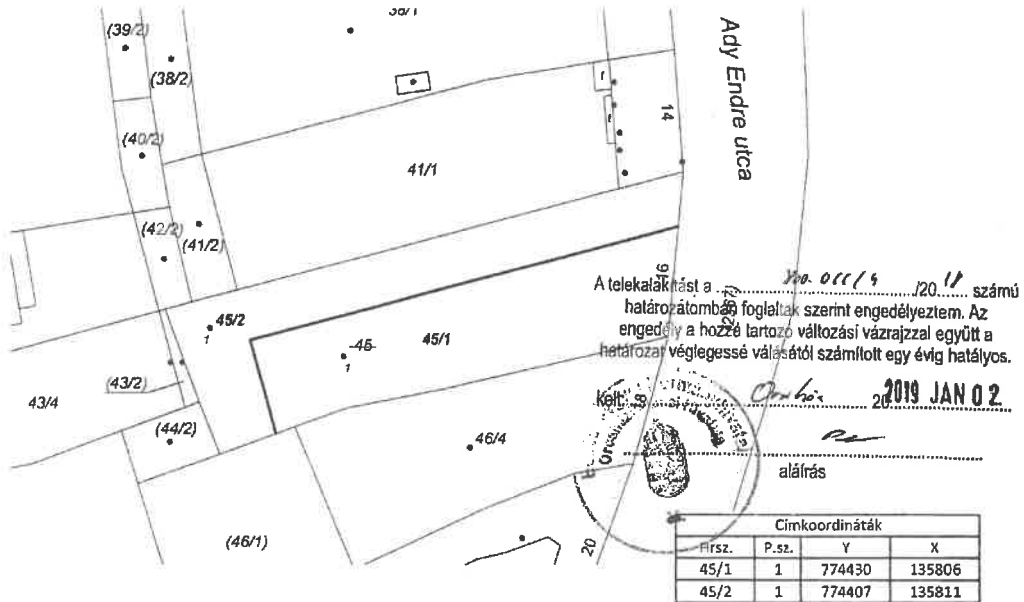 (39/2)
(38/2)
(40/2)
41/1
14
Ady Endre utca
(42/2)
(41/2)
45/2
1
-45-
1
45/1
16
(43/2)
43/4
(44/2)
46/4
18
(46/1)
20
A telekalakítást a /20 számú
határozatomban foglaltak szerint engedélyeztem. Az
engedély a hozzá tartozó változási vázrajzzal együtt a
határozat véglegessé válásától számított egy évig hatályos.
Kelt: 20 2019 JAN 02.
aláírás
Címkoordináták
Hrsz. P.sz. Y X
45/1 1 774430 135806
45/2 1 774407 135811